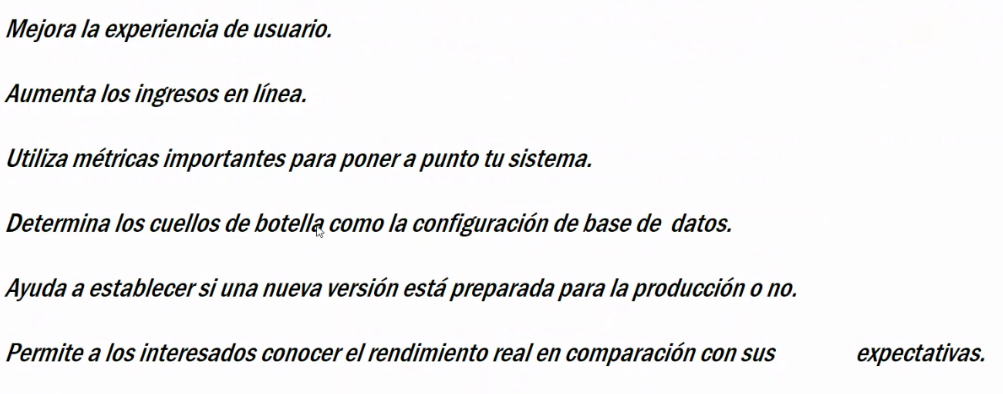 Mejora la experiencia de usuario.
Aumenta los ingresos en línea.
Utiliza métricas importantes para poner a punto tu sistema.
Determina los cuellos de botella como la configuración de base de datos.
Ayuda a establecer si una nueva versión está preparada para la producción o no.
Permite a los interesados conocer el rendimiento real en comparación con sus expectativas.